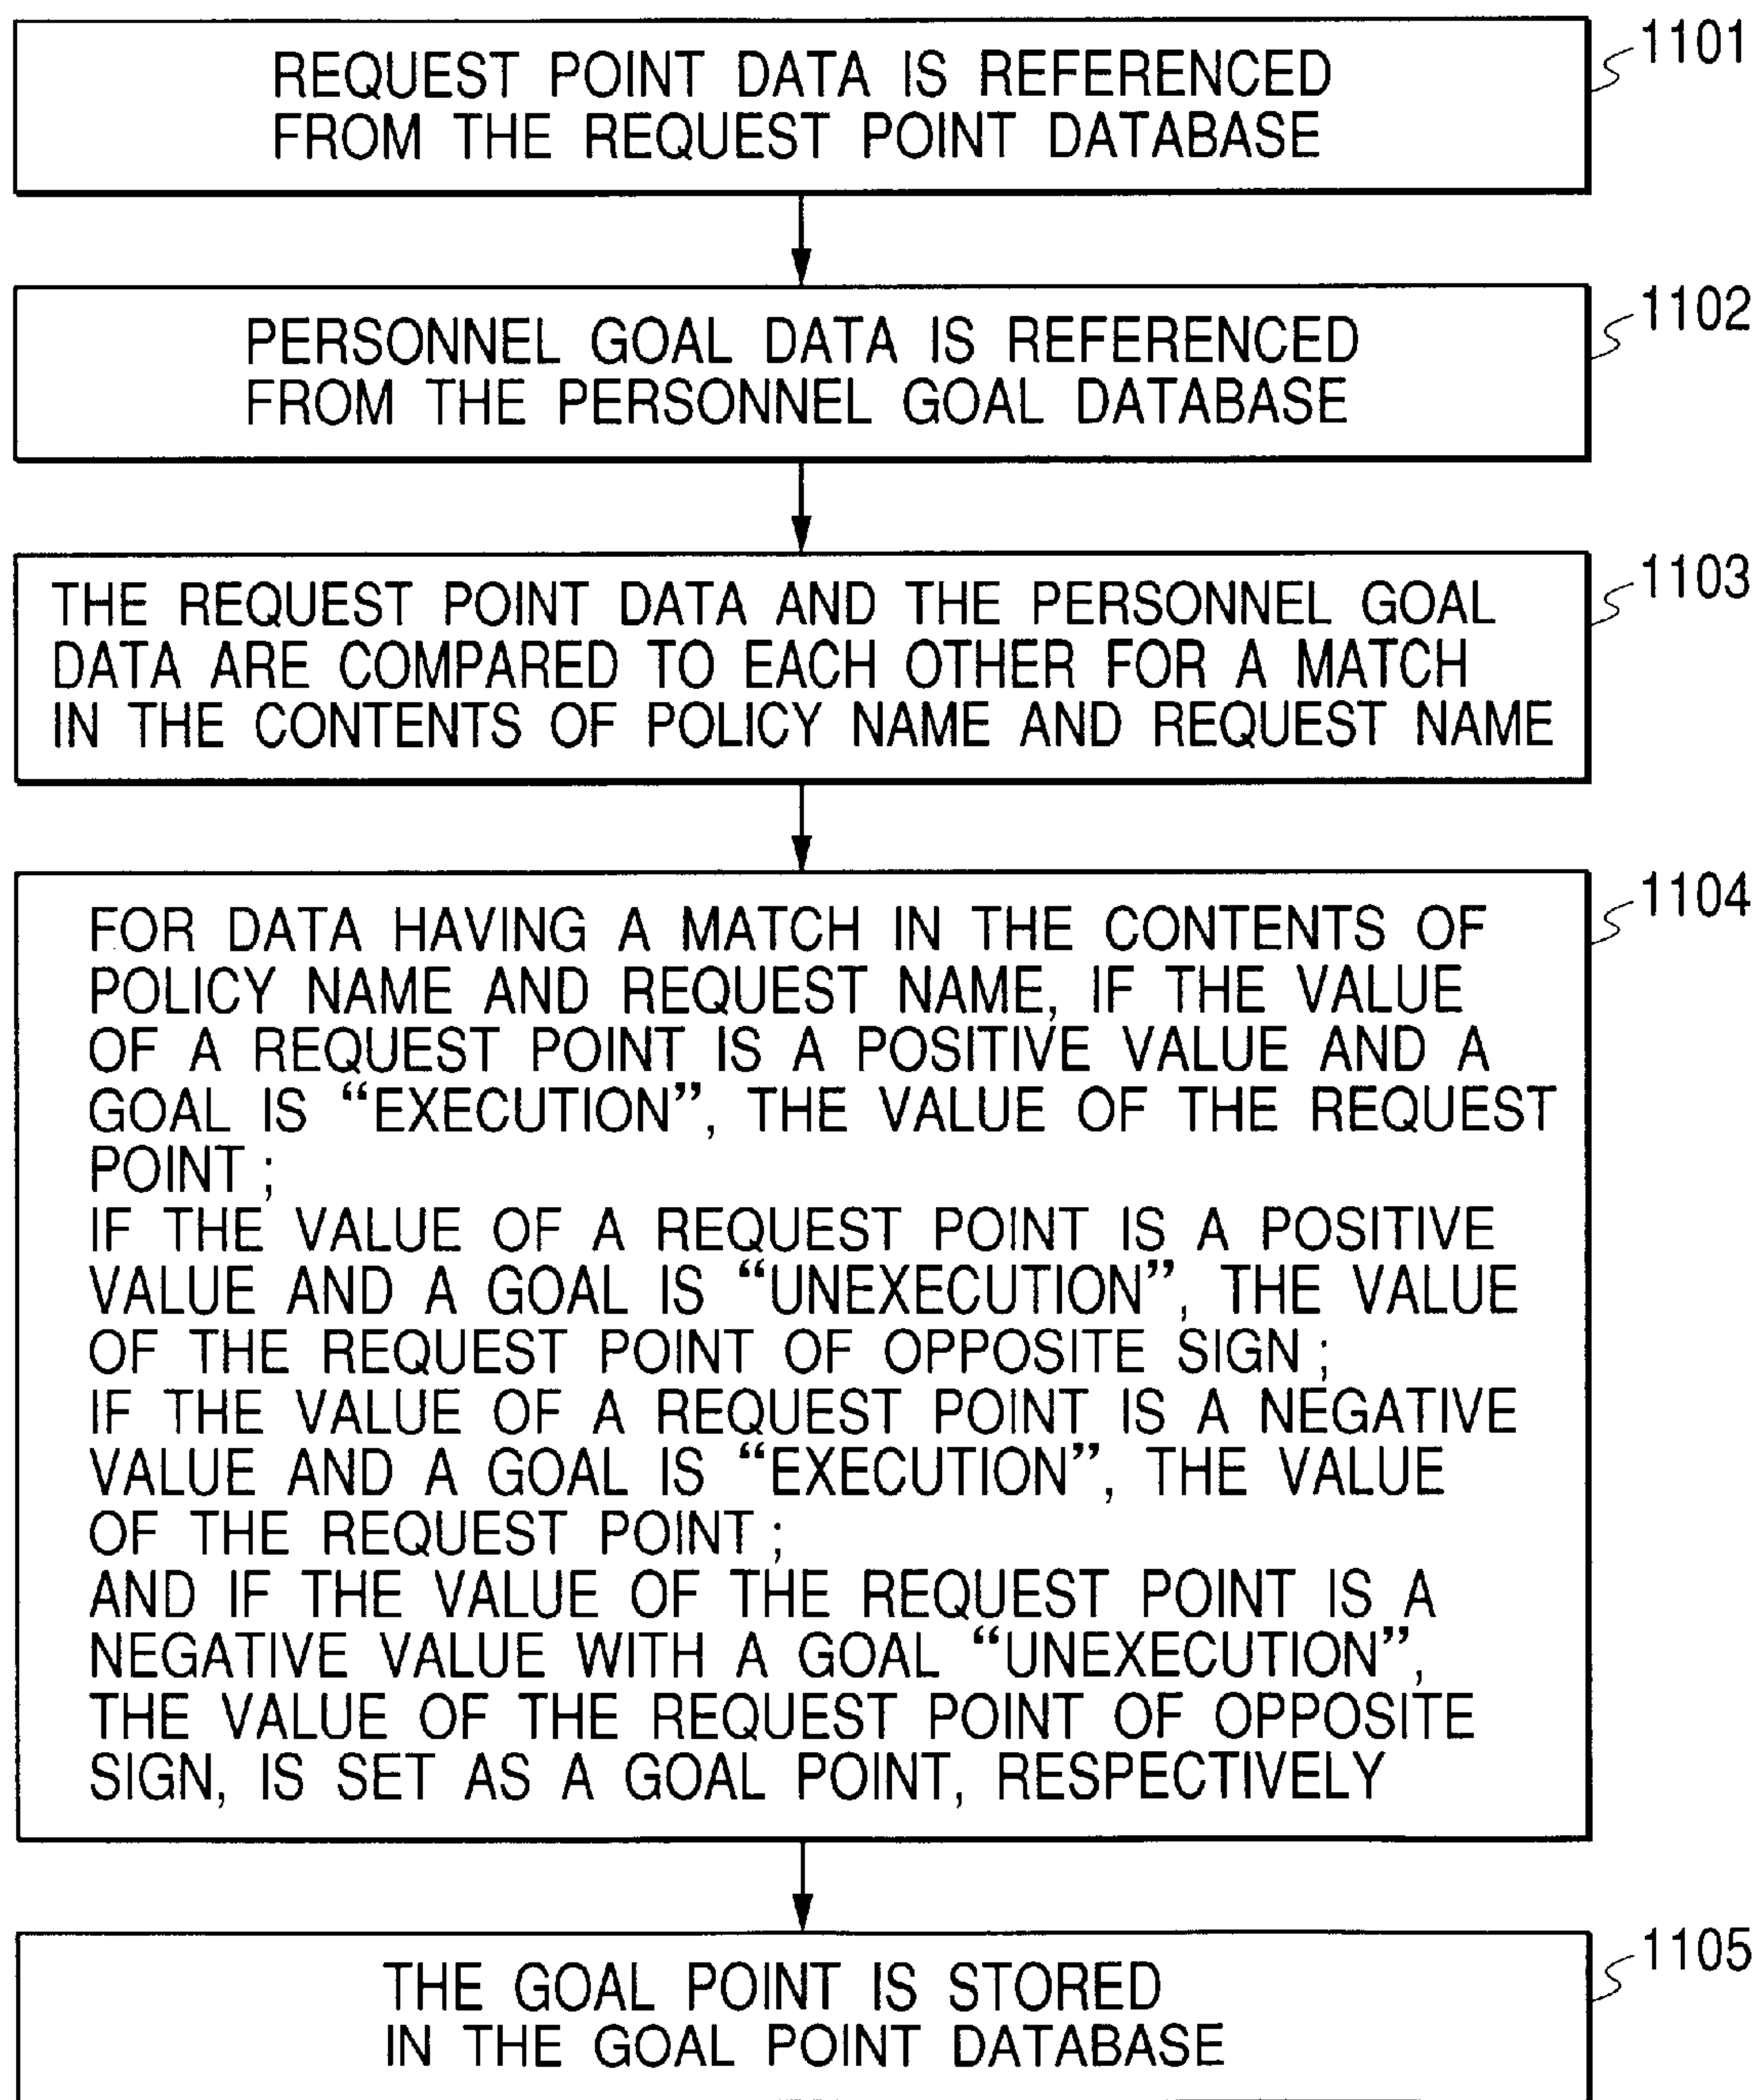 REQUEST POINT DATA IS REFERENCED
FROM THE REQUEST POINT DATABASE
1101
PERSONNEL GOAL DATA IS REFERENCED
FROM THE PERSONNEL GOAL DATABASE
1102
THE REQUEST POINT DATA AND THE PERSONNEL GOAL
DATA ARE COMPARED TO EACH OTHER FOR A MATCH
IN THE CONTENTS OF POLICY NAME AND REQUEST NAME
1103
FOR DATA HAVING A MATCH IN THE CONTENTS OF
POLICY NAME AND REQUEST NAME, IF THE VALUE
OF A REQUEST POINT IS A POSITIVE VALUE AND A
GOAL IS “EXECUTION”, THE VALUE OF THE REQUEST
POINT ;
IF THE VALUE OF A REQUEST POINT IS A POSITIVE
VALUE AND A GOAL IS “UNEXECUTION”, THE VALUE
OF THE REQUEST POINT OF OPPOSITE SIGN ;
IF THE VALUE OF A REQUEST POINT IS A NEGATIVE
VALUE AND A GOAL IS “EXECUTION”, THE VALUE
OF THE REQUEST POINT ;
AND IF THE VALUE OF THE REQUEST POINT IS A
NEGATIVE VALUE WITH A GOAL “UNEXECUTION”,
THE VALUE OF THE REQUEST POINT OF OPPOSITE
SIGN, IS SET AS A GOAL POINT, RESPECTIVELY
1104
THE GOAL POINT IS STORED
IN THE GOAL POINT DATABASE
1105